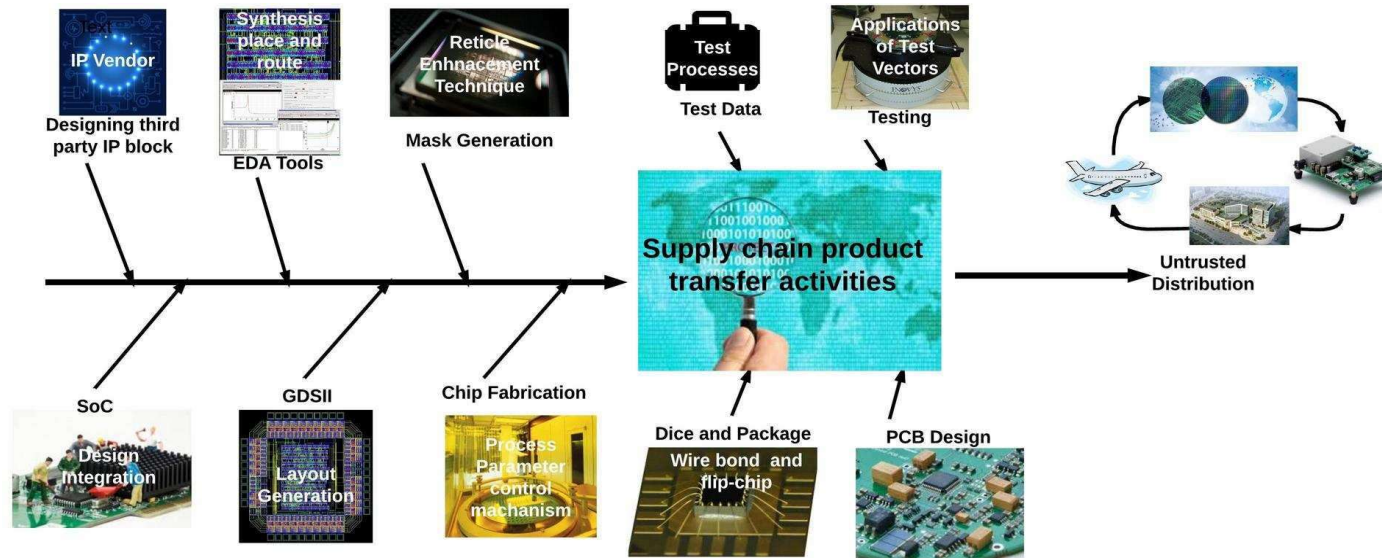 Text
IP Vendor
Designing third
party IP block
Synthesis
place and
route
EDA Tools
Reticle
Enhnacement
Technique
Mask Generation
Test
Processes
Test Data
Applications
of Test
Vectors
Testing
Supply chain product
transfer activities
Untrusted
Distribution
SoC
Design
Integration
GDSII
Layout
Generation
Chip Fabrication
Process
Parameter
control
machanism
Dice and Package
Wire bond and
flip-chip
PCB Design